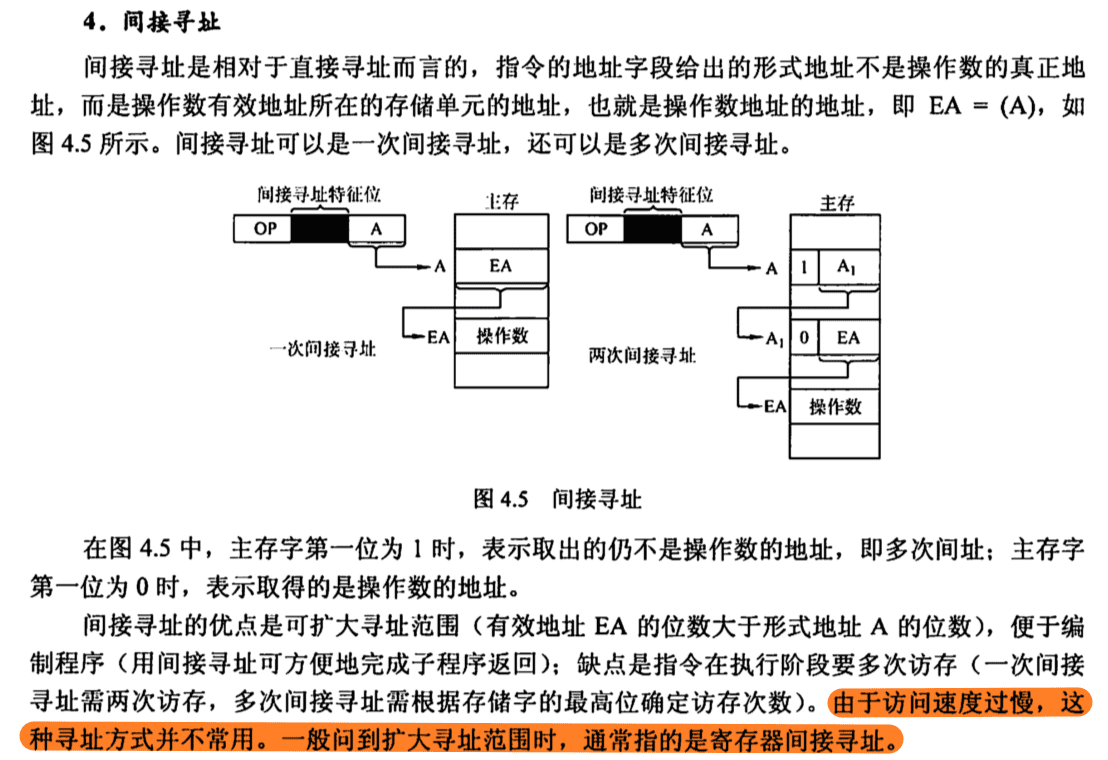 4．间接寻址
间接寻址是相对于直接寻址而言的，指令的地址字段给出的形式地址不是操作数的真正地
址，而是操作数有效地址所在的存储单元的地址，也就是操作数地址的地址，即 EA = (A)，如
图 4.5 所示。间接寻址可以是一次间接寻址，还可以是多次间接寻址。
间接寻址特征位
主存
OP
A
A
EA
EA
操作数
一次间接寻址
间接寻址特征位
主存
OP
A
A
1
A₁
A₁
0
EA
两次间接寻址
EA
操作数
图 4.5 间接寻址
在图 4.5 中，主存字第一位为 1 时，表示取出的仍不是操作数的地址，即多次间址；主存字
第一位为 0 时，表示取得的是操作数的地址。
间接寻址的优点是可扩大寻址范围（有效地址 EA 的位数大于形式地址 A 的位数），便于编
制程序（用间接寻址可方便地完成子程序返回）；缺点是指令在执行阶段要多次访存（一次间接
寻址需两次访存，多次间接寻址需根据存储字的最高位确定访存次数）。由于访问速度过慢，这
种寻址方式并不常用。一般问到扩大寻址范围时，通常指的是寄存器间接寻址。